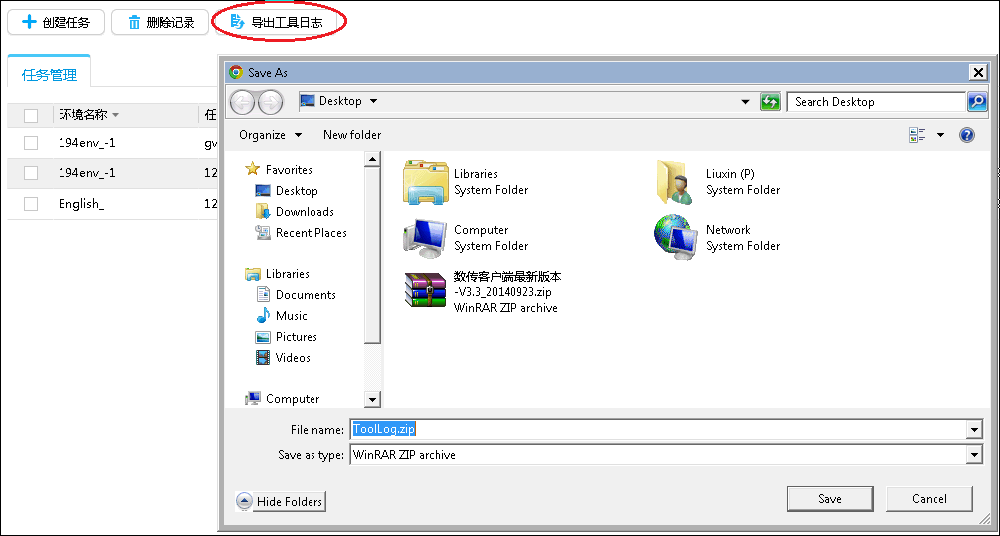 创建任务
删除记录
导出工具日志
任务管理
环境名称
任
194env_-1
gv
194env_-1
12
English_
12
Save As
Desktop
Search Desktop
Organize
New folder
Favorites
Desktop
Downloads
Recent Places
Libraries
Documents
Music
Pictures
Videos
Computer
Libraries
System Folder
Liuxin (P)
System Folder
Computer
System Folder
Network
System Folder
数传客户端最新版本
-V3.3_20140923.zip
WinRAR ZIP archive
File name:
ToolLog.zip
Save as type:
WinRAR ZIP archive
Hide Folders
Save
Cancel